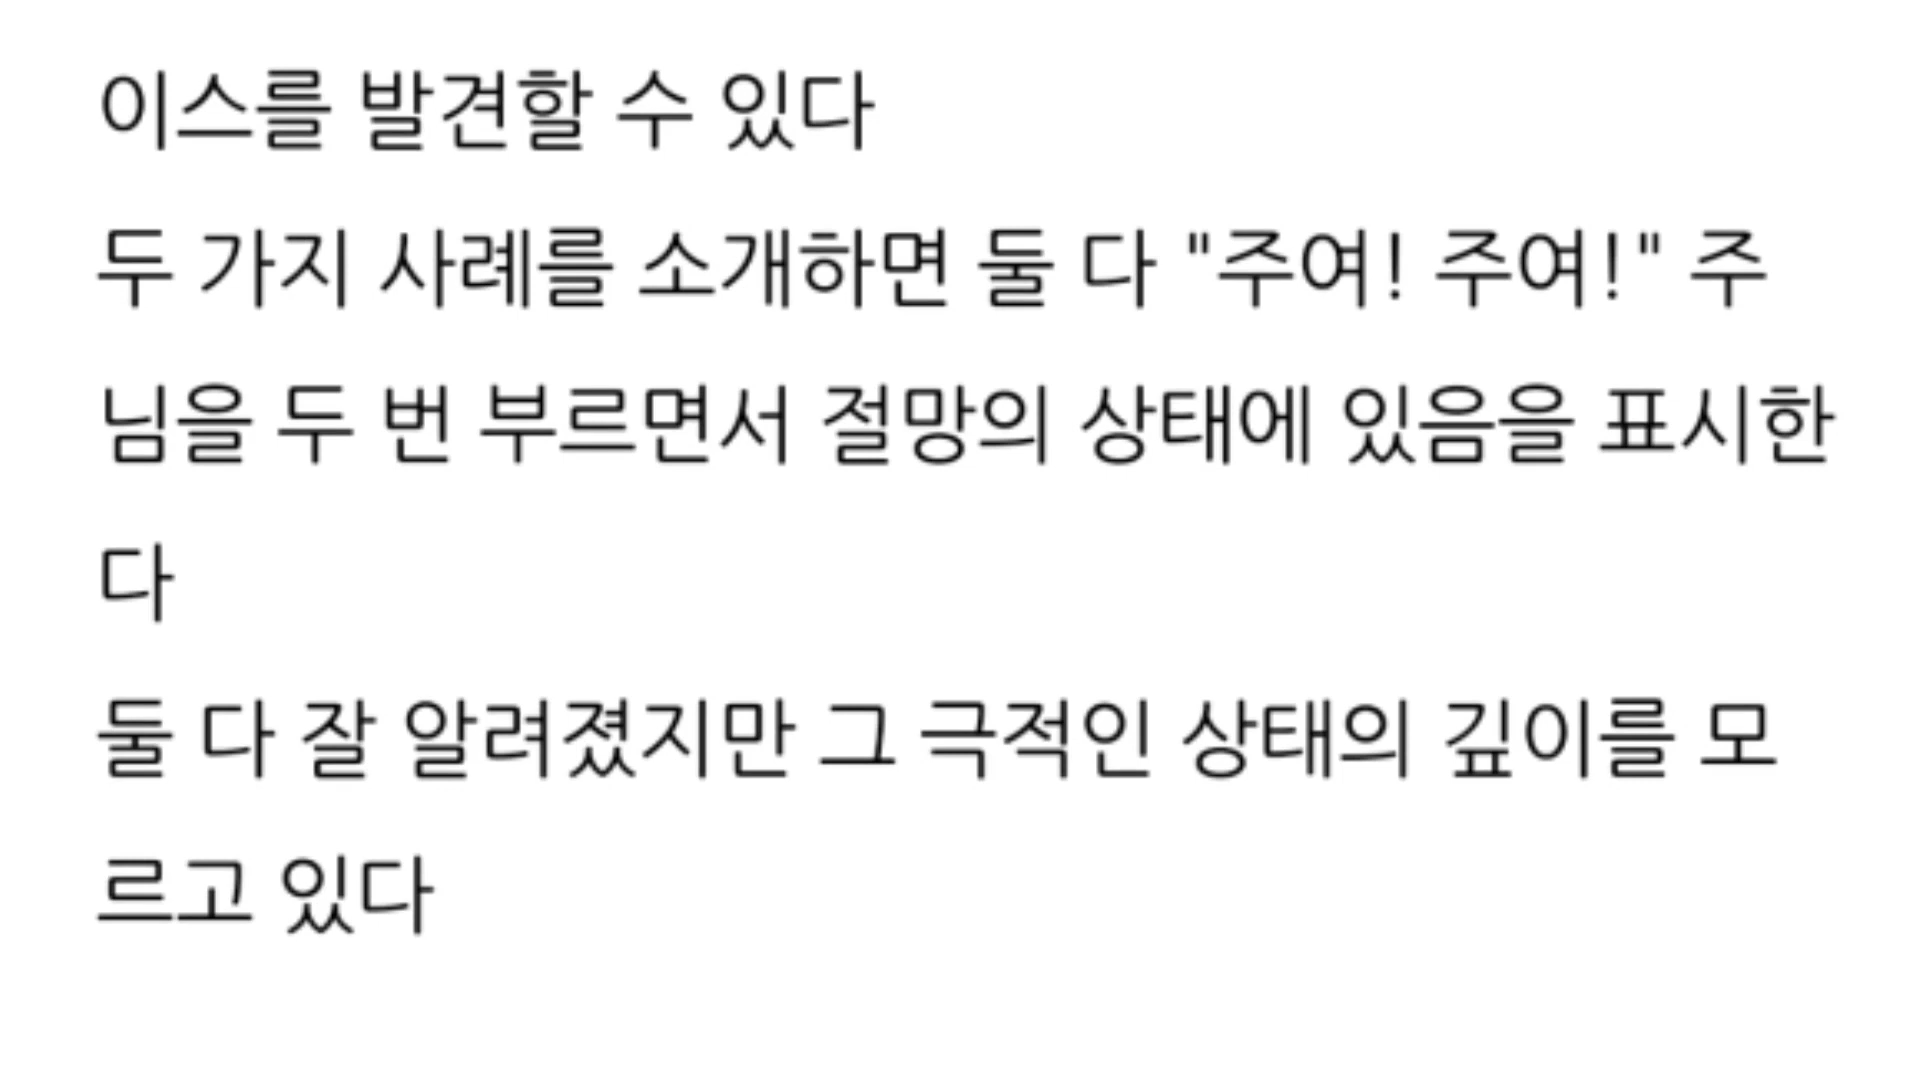 이스를 발견할 수 있다
두 가지 사례를 소개하면 둘 다 "주여! 주여!" 주
님을 두 번 부르면서 절망의 상태에 있음을 표시한
다
둘 다 잘 알려졌지만 그 극적인 상태의 깊이를 모
르고 있다